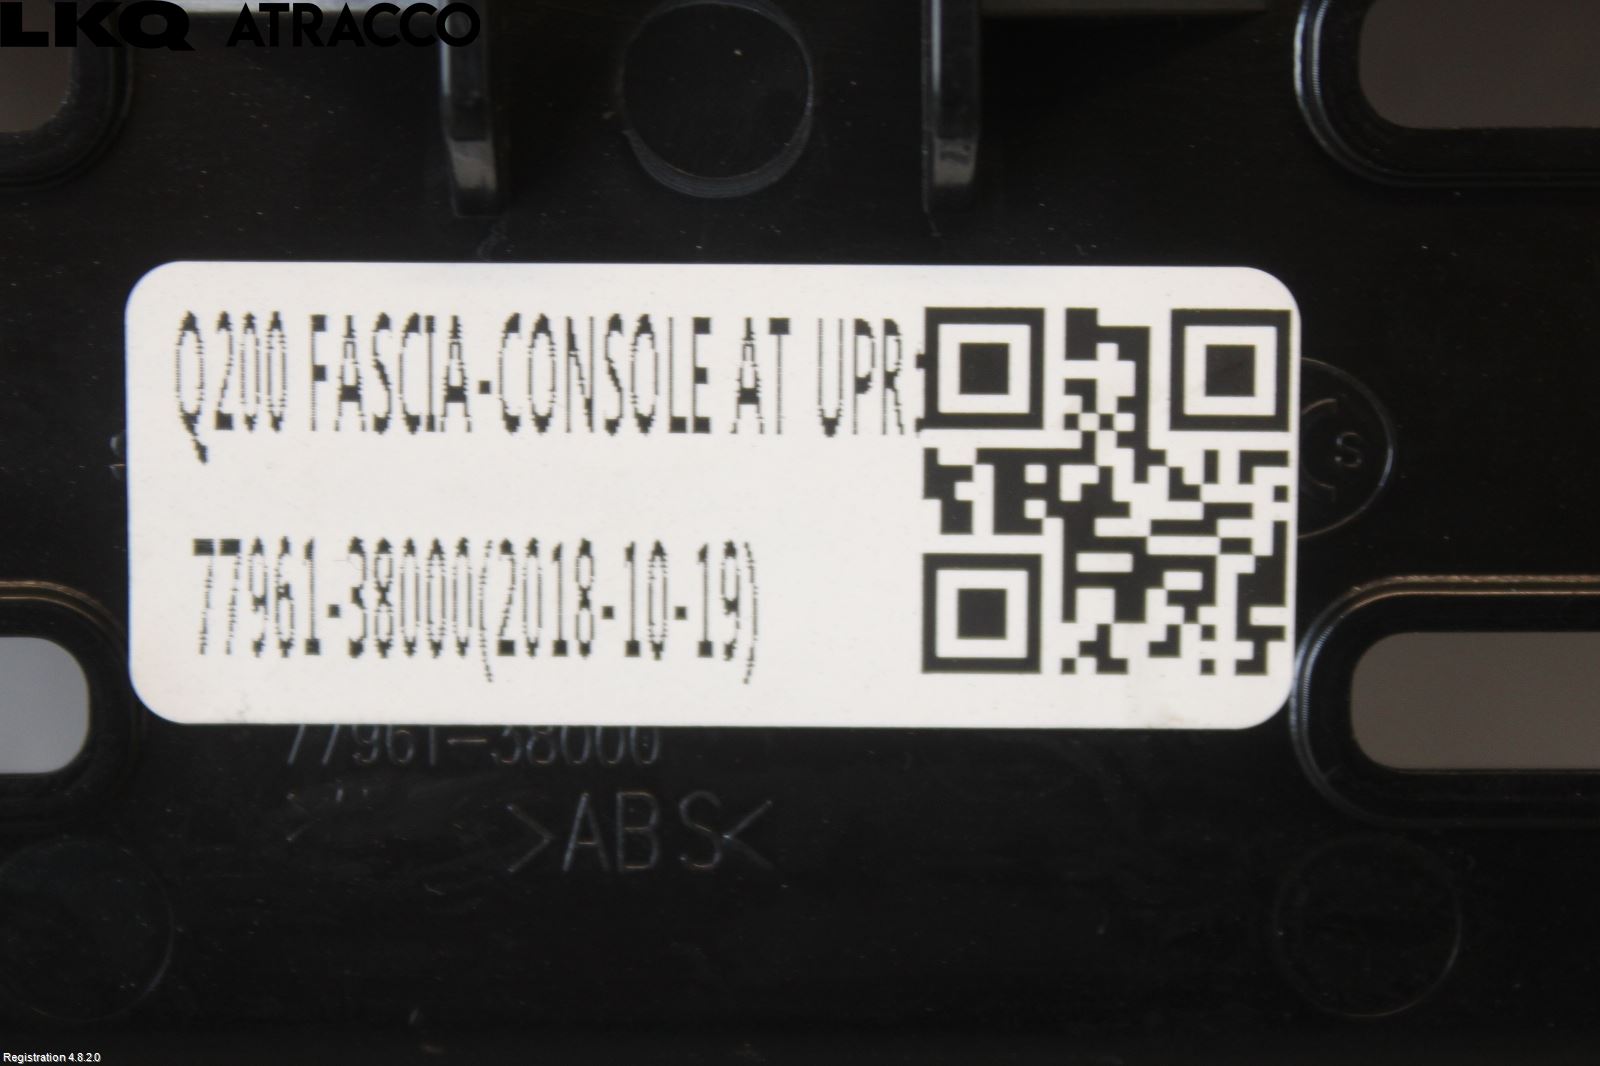 LKQ ATRACCO
Q200 FASCIA-CONSOLE AT UPR
77961-38000(2018-10-19)
S
77961-38000
>ABS<
Registration 4.8.2.0